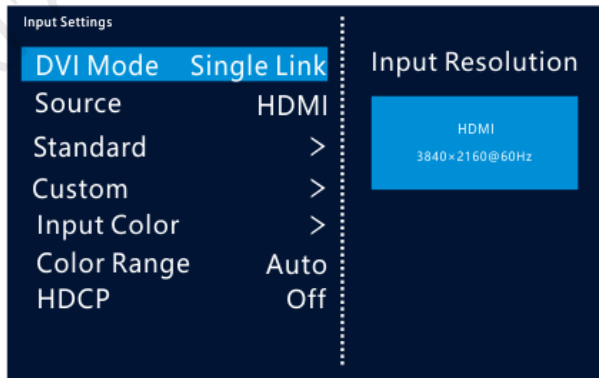 Input Settings
DVI Mode Single Link
Source HDMI
Standard >
Custom >
Input Color >
Color Range Auto
HDCP Off
Input Resolution
HDMI
3840×2160@60Hz